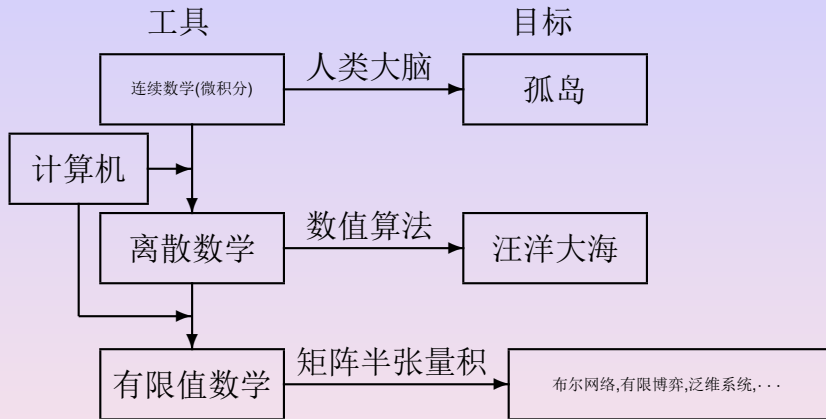 工具
目标
连续数学(微积分)
人类大脑
孤岛
计算机
离散数学
数值算法
汪洋大海
有限值数学
矩阵半张量积
布尔网络,有限博弈,泛维系统,···